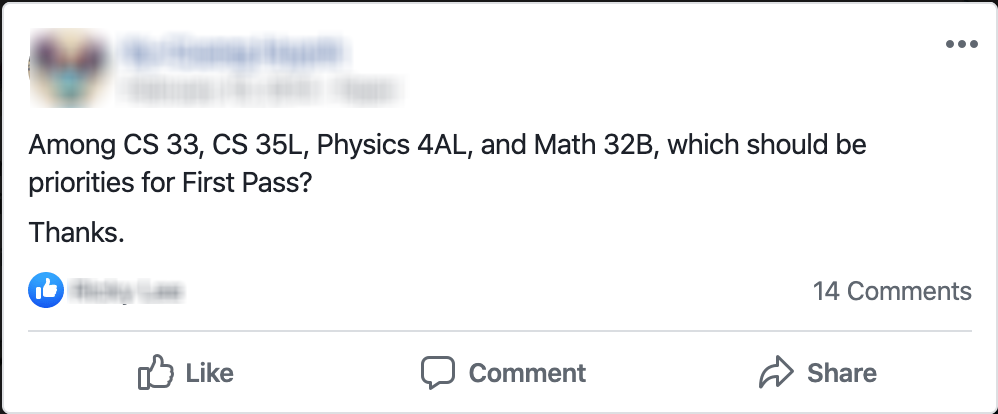 Among CS 33, CS 35L, Physics 4AL, and Math 32B, which should be
priorities for First Pass?
Thanks.
14 Comments
Like Comment Share